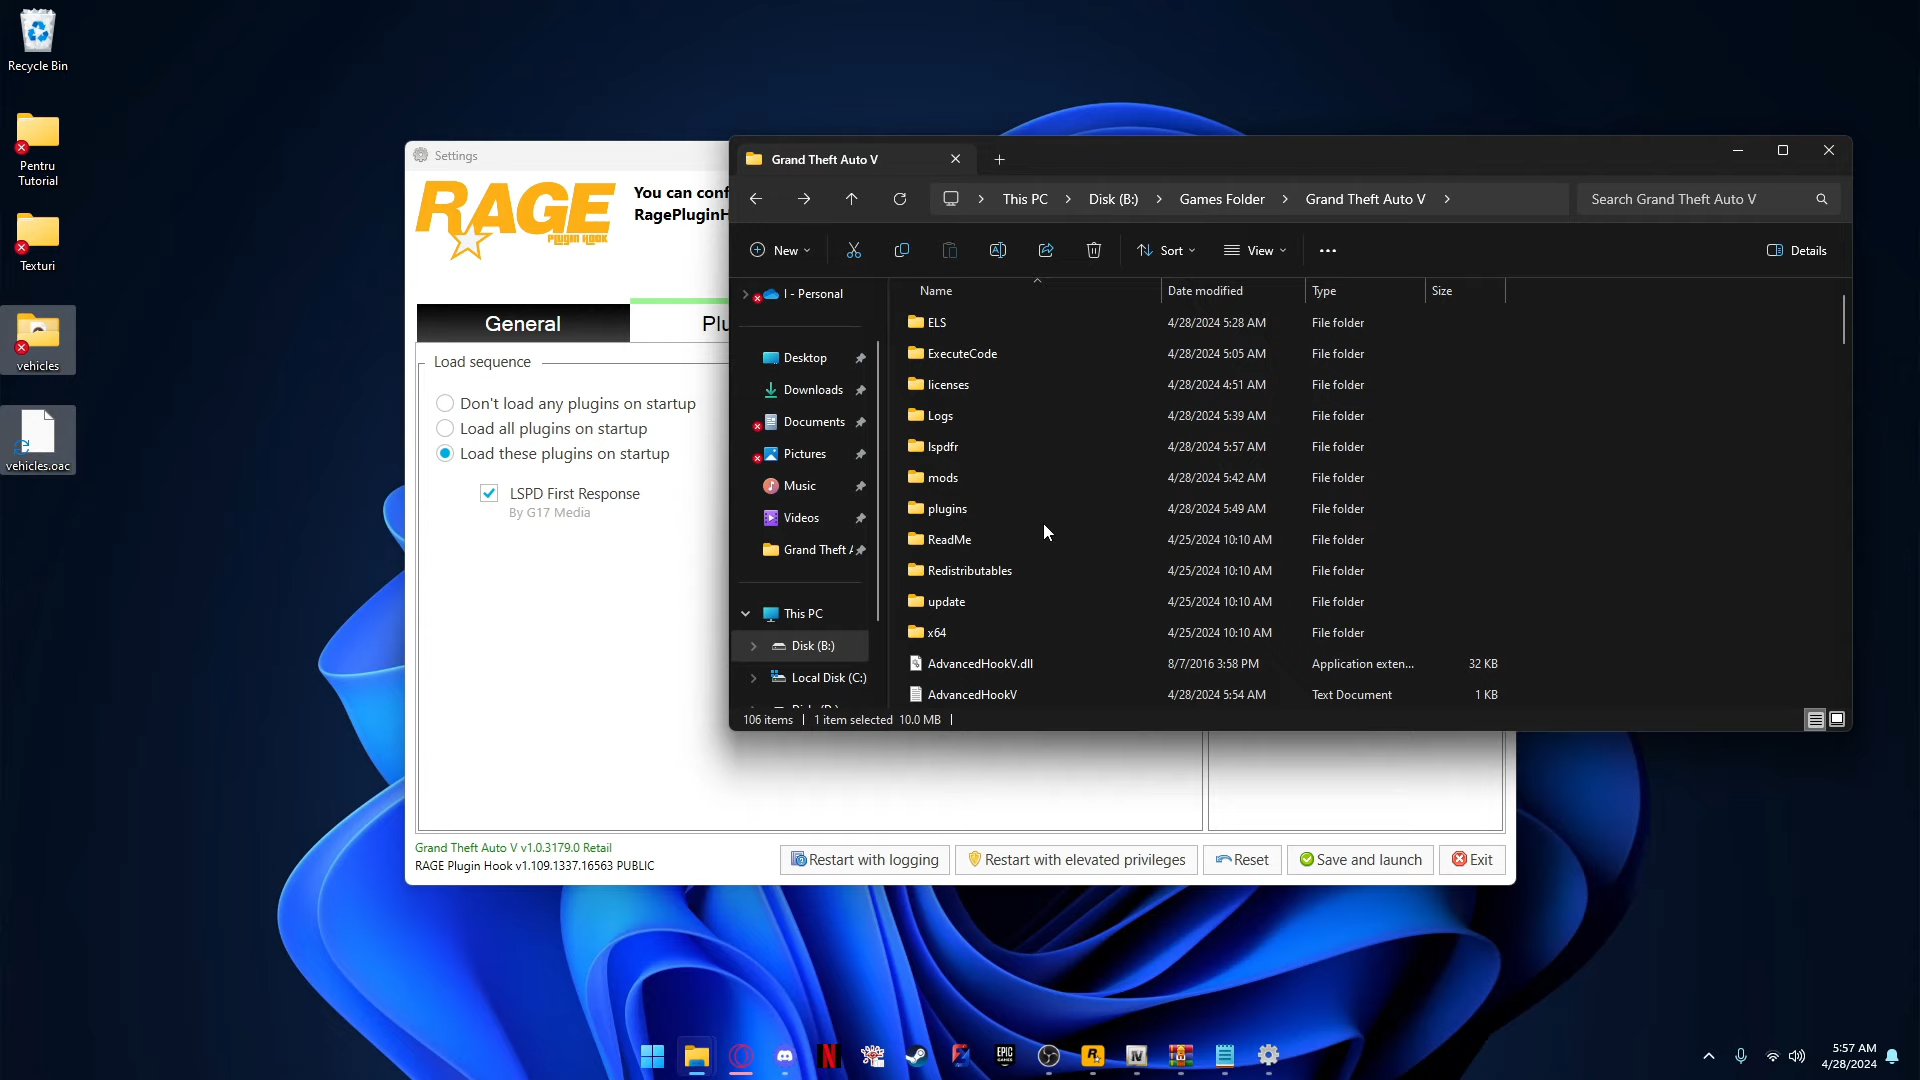 Recycle Bin
Pentru
Tutorial
Texturi
vehicles
vehicles.oac
Settings
RAGE
PLUGIN HOOK
You can conf
RagePluginH
General
Plu
Load sequence
Don't load any plugins on startup
Load all plugins on startup
Load these plugins on startup
LSPD First Response
By G17 Media
Grand Theft Auto V v1.0.3179.0 Retail
RAGE Plugin Hook v1.109.1337.16563 PUBLIC
Restart with logging
Restart with elevated privileges
Reset
Save and launch
Exit
Grand Theft Auto V
This PC
Disk (B:)
Games Folder
Grand Theft Auto V
Search Grand Theft Auto V
New
Sort
View
Details
I - Personal
Desktop
Downloads
Documents
Pictures
Music
Videos
Grand Theft A
This PC
Disk (B:)
Local Disk (C:)
Name Date modified Type Size
ELS 4/28/2024 5:28 AM File folder
ExecuteCode 4/28/2024 5:05 AM File folder
licenses 4/28/2024 4:51 AM File folder
Logs 4/28/2024 5:39 AM File folder
lspdfr 4/28/2024 5:57 AM File folder
mods 4/28/2024 5:42 AM File folder
plugins 4/28/2024 5:49 AM File folder
ReadMe 4/25/2024 10:10 AM File folder
Redistributables 4/25/2024 10:10 AM File folder
update 4/25/2024 10:10 AM File folder
x64 4/25/2024 10:10 AM File folder
AdvancedHookV.dll 8/7/2016 3:58 PM Application exten... 32 KB
AdvancedHookV 4/28/2024 5:54 AM Text Document 1 KB
106 items 1 item selected 10.0 MB
EPIC
GAMES
IV
5:57 AM
4/28/2024